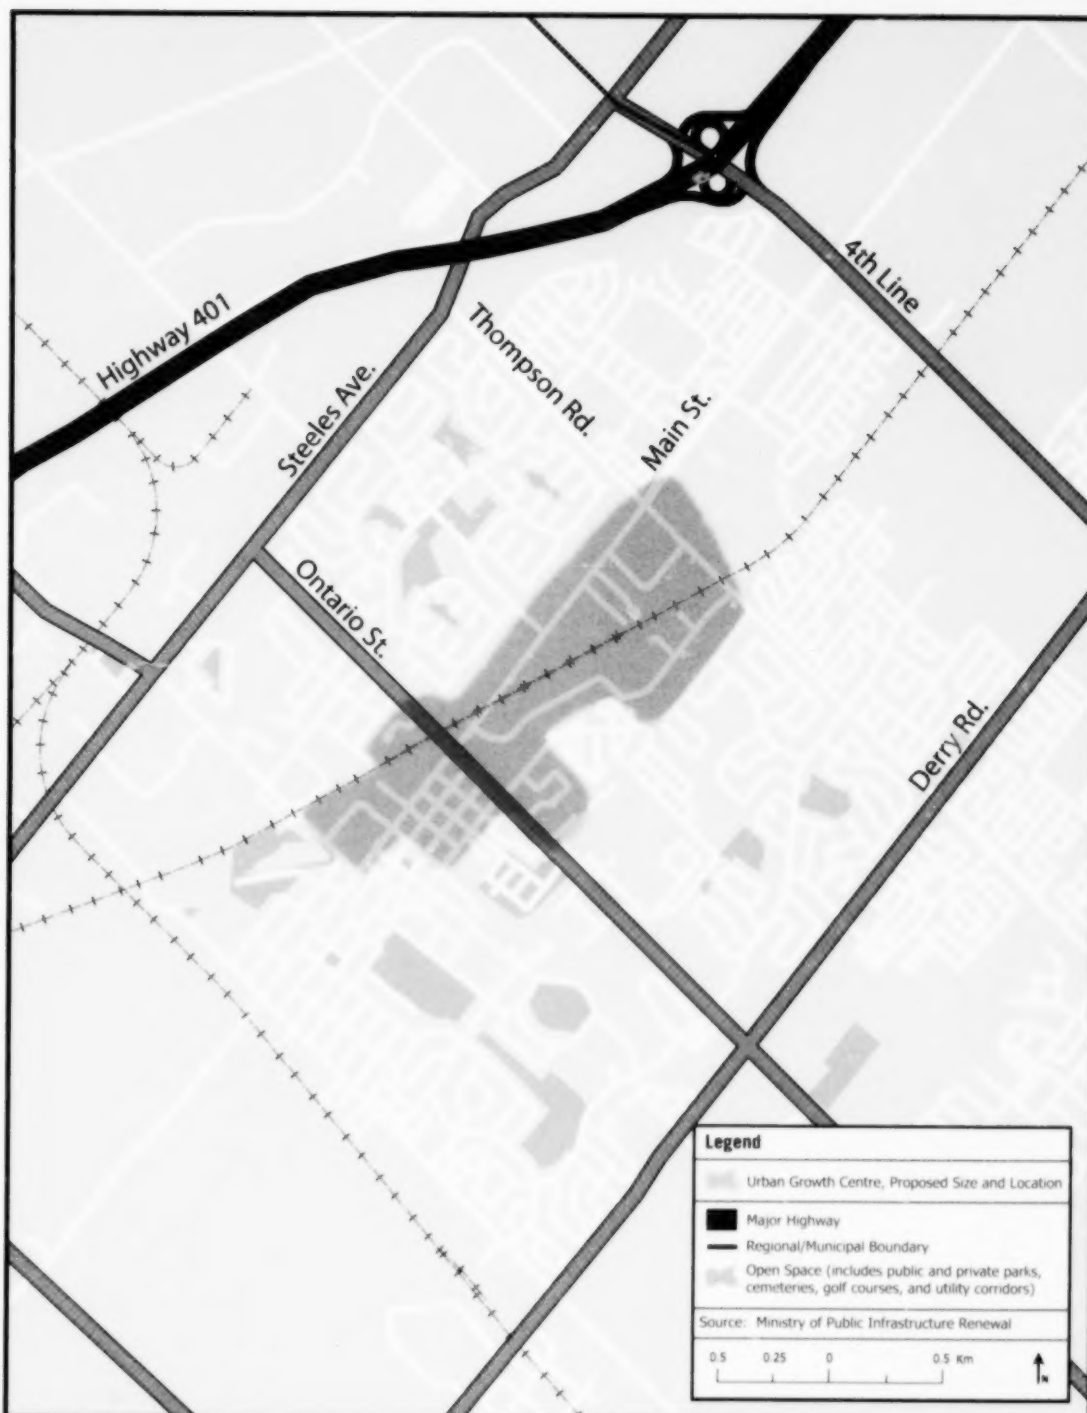 4th Line
Highway 401
Thompson Rd.
Steeles Ave.
Main St.
Ontario St.
Derry Rd.
Legend
Urban Growth Centre, Proposed Size and Location
Major Highway
Regional/Municipal Boundary
Open Space (includes public and private parks,
cemeteries, golf courses, and utility corridors)
Source: Ministry of Public Infrastructure Renewal
0.5 0.25 0 0.5 Km
N